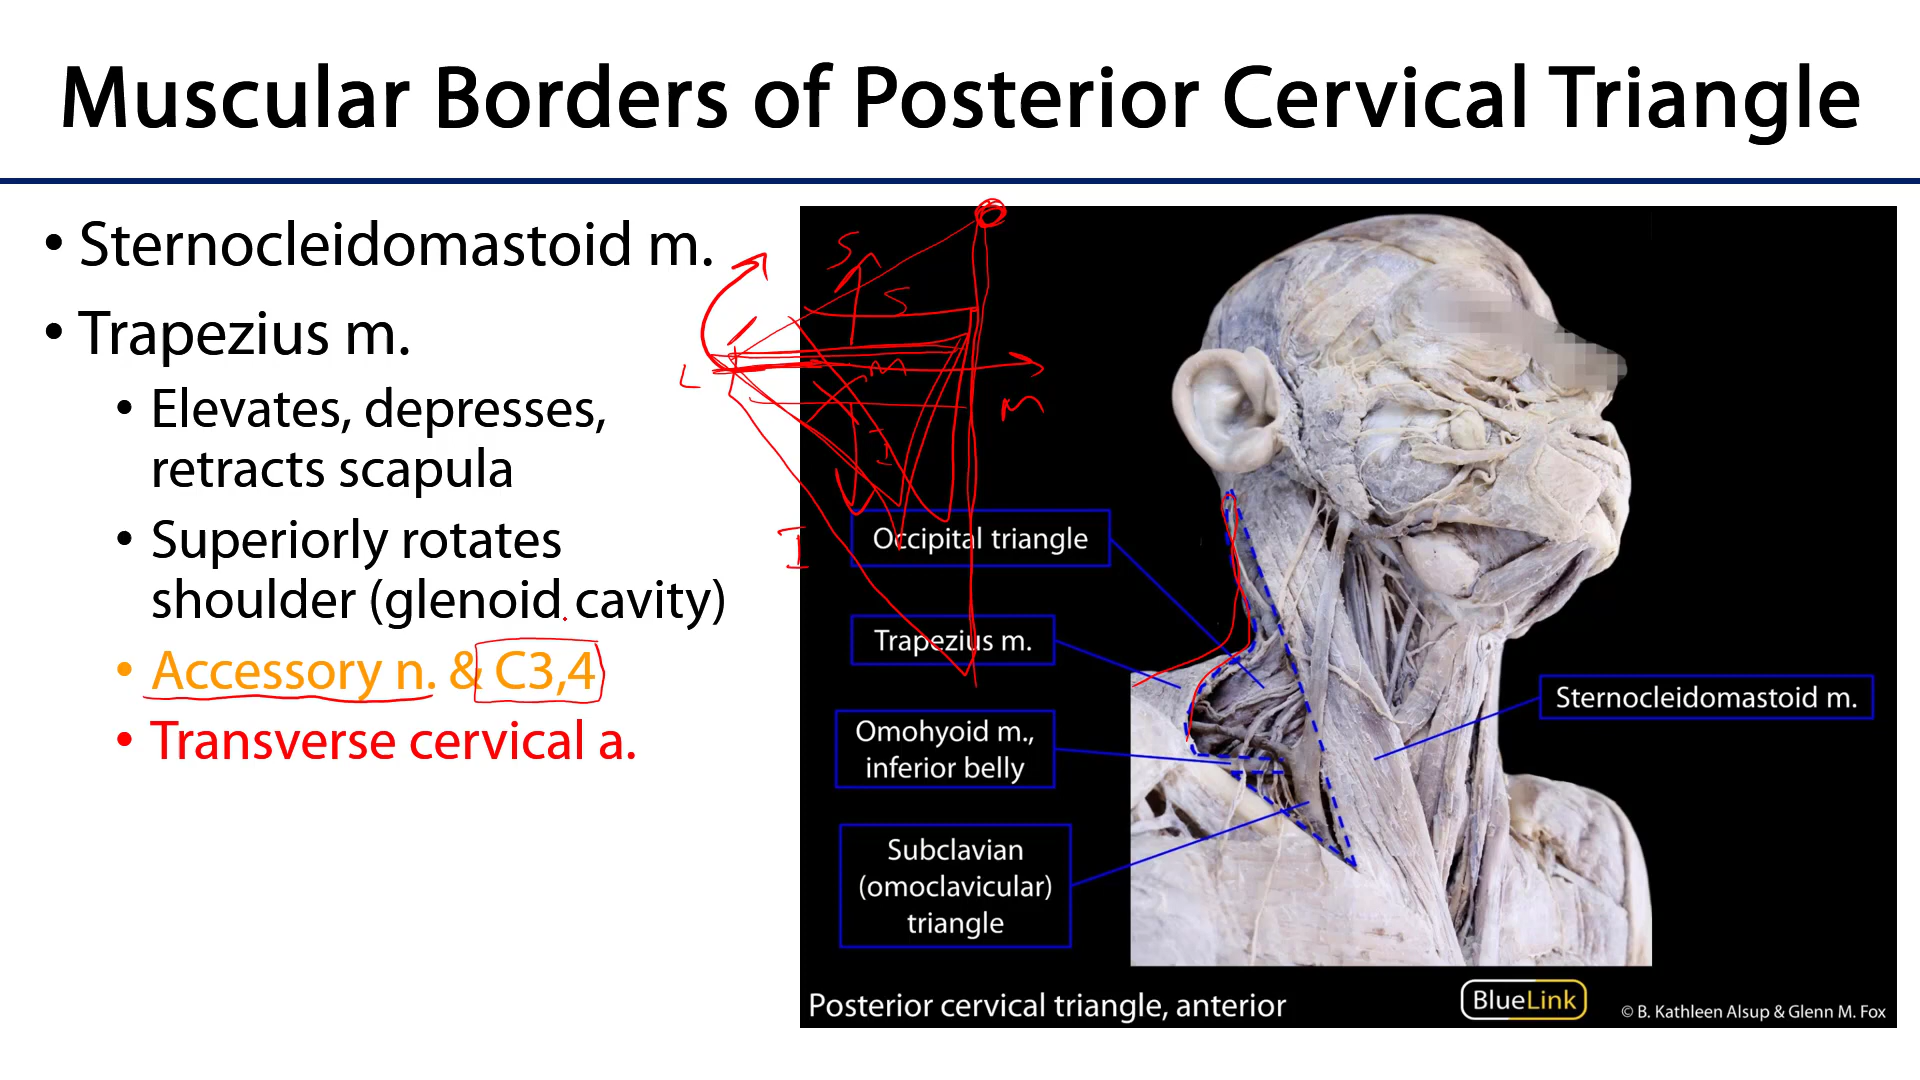 Muscular Borders of Posterior Cervical Triangle
• Sternocleidomastoid m.
• Trapezius m.
• Elevates, depresses,
retracts scapula
• Superiorly rotates
shoulder (glenoid cavity)
• Accessory n. & C3,4
• Transverse cervical a.
S
S
L
m
M
I
I
Occipital triangle
Trapezius m.
Omohyoid m.,
inferior belly
Subclavian
(omoclavicular)
triangle
Sternocleidomastoid m.
Posterior cervical triangle, anterior
BlueLink
© B. Kathleen Alsup & Glenn M. Fox